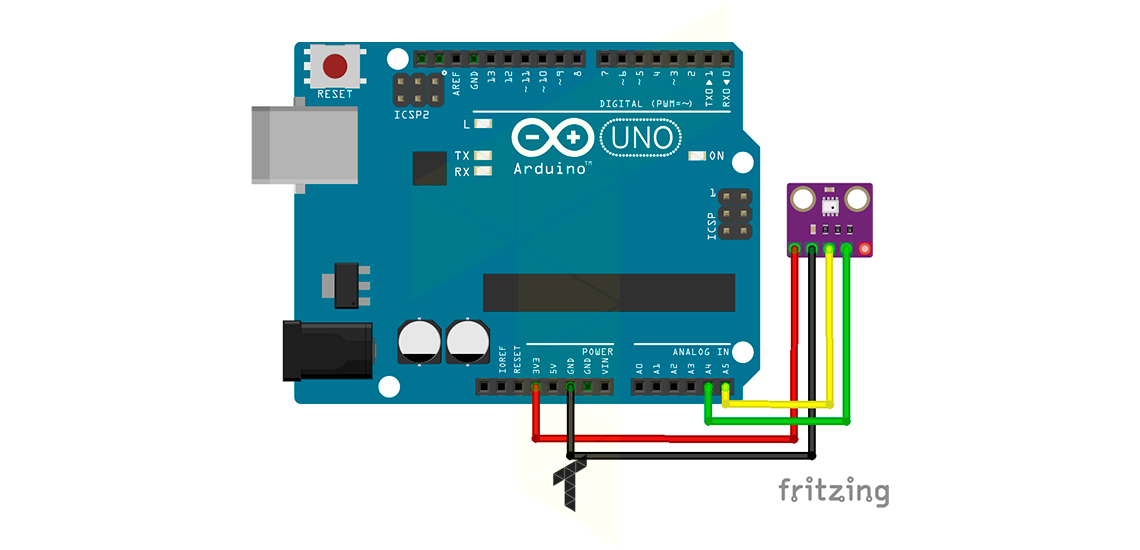 RESET
ICSP2
AREF
GND
13
12
~11
~10
~9
8
7
~6
~5
4
~3
2
TXO▶1
RXO◀0
DIGITAL (PWM=~)
L
TX
RX
UNO
Arduino™
ON
1
ICSP
POWER
ANALOG IN
IOREF
RESET
3V3
5V
GND
GND
VIN
A0
A1
A2
A3
A4
A5
fritzing